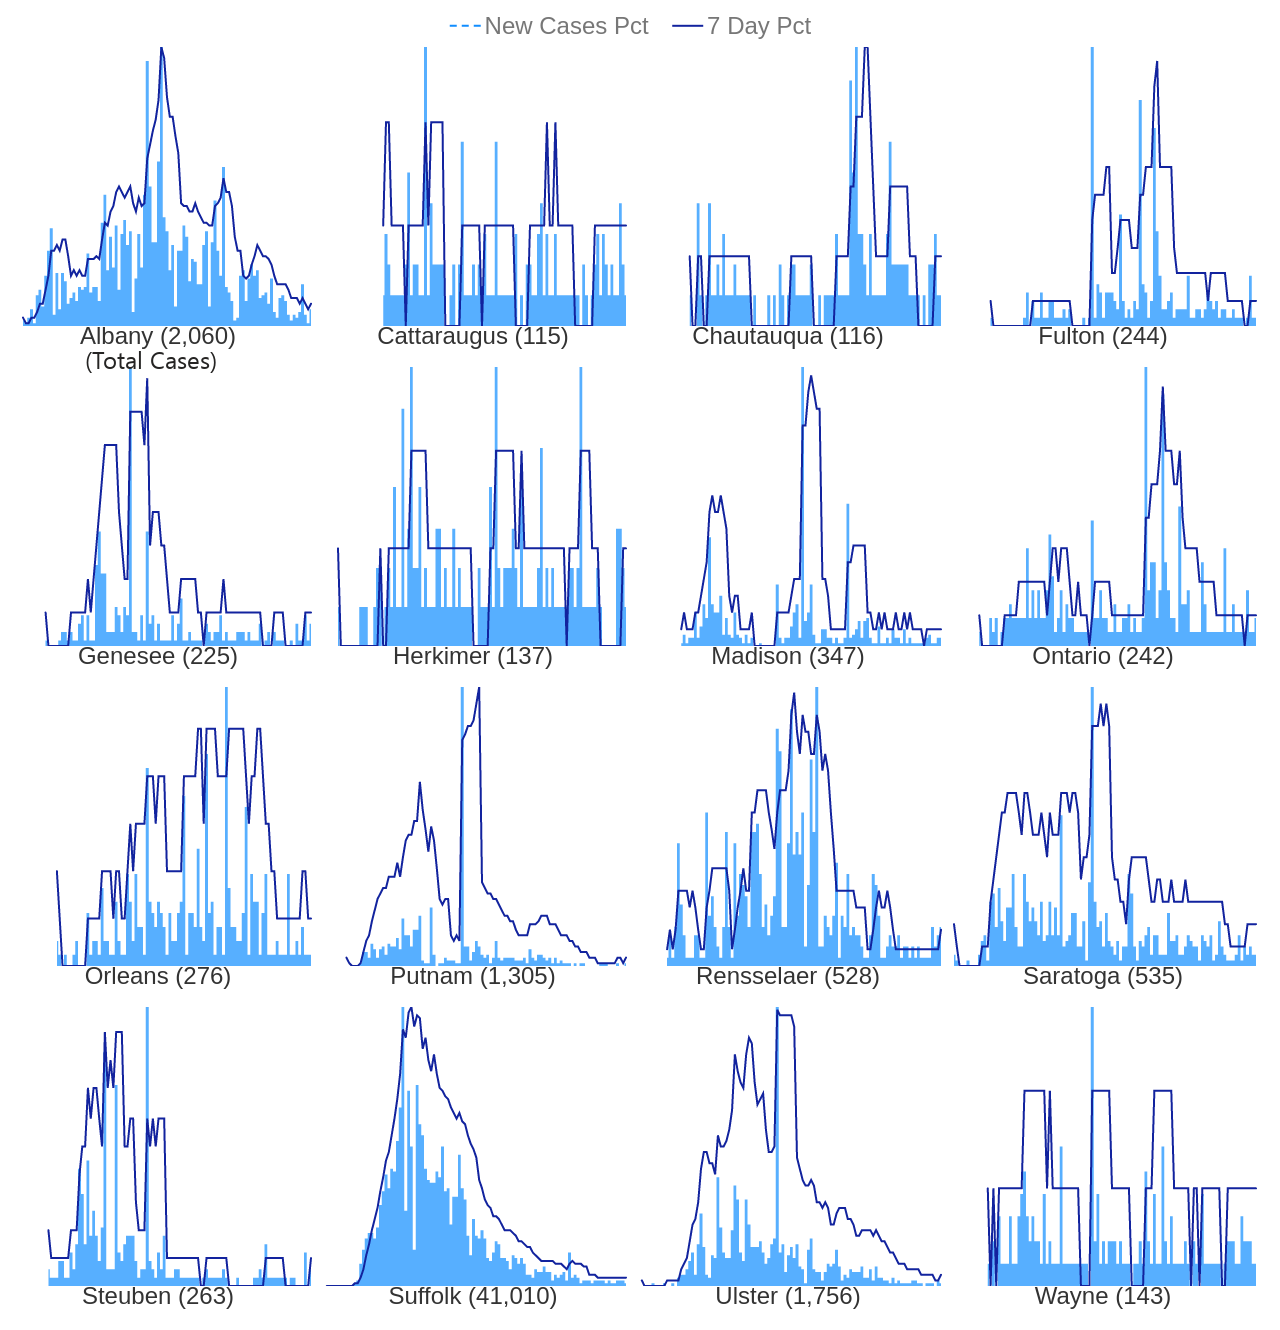 New Cases Pct 7 Day Pct
Albany (2,060) Cattaraugus (115) Chautauqua (116) Fulton (244)
(Total Cases)
Genesee (225) Herkimer (137) Madison (347) Ontario (242)
Orleans (276) Putnam (1,305) Rensselaer (528) Saratoga (535)
Steuben (263) Suffolk (41,010) Ulster (1,756) Wayne (143)